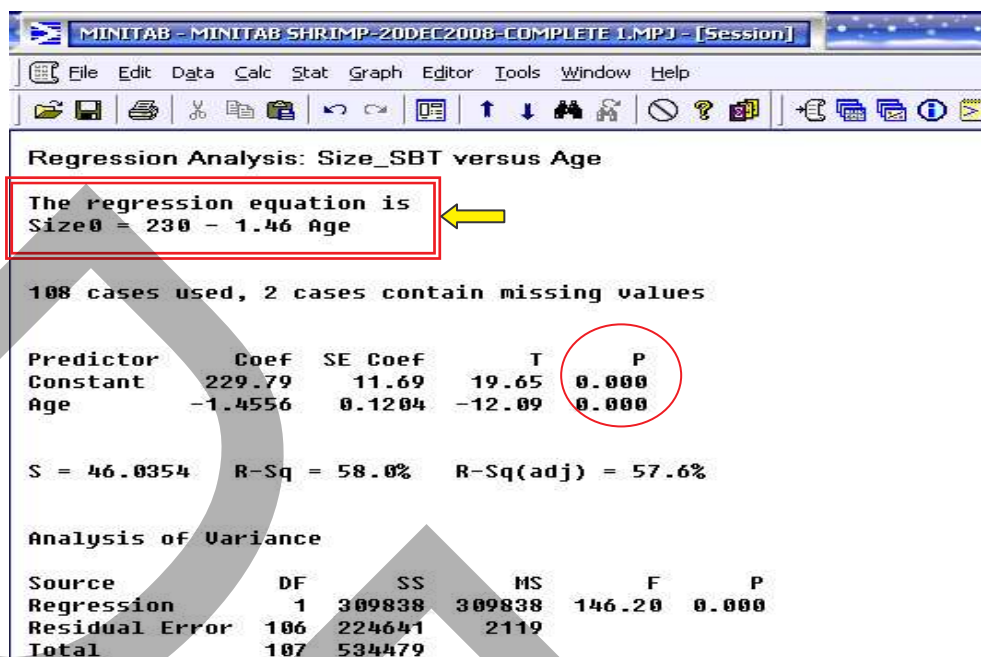 MINITAB - MINITAB SHRIMP-20DEC2008-COMPLETE 1.MPJ - [Session]
File Edit Data Calc Stat Graph Editor Tools Window Help
Regression Analysis: Size_SBT versus Age
The regression equation is
Size0 = 230 - 1.46 Age
108 cases used, 2 cases contain missing values
Predictor Coef SE Coef T P
Constant 229.79 11.69 19.65 0.000
Age -1.4556 0.1204 -12.09 0.000
S = 46.0354 R-Sq = 58.0% R-Sq(adj) = 57.6%
Analysis of Variance
Source DF SS MS F P
Regression 1 309838 309838 146.20 0.000
Residual Error 106 224641 2119
Total 107 534479